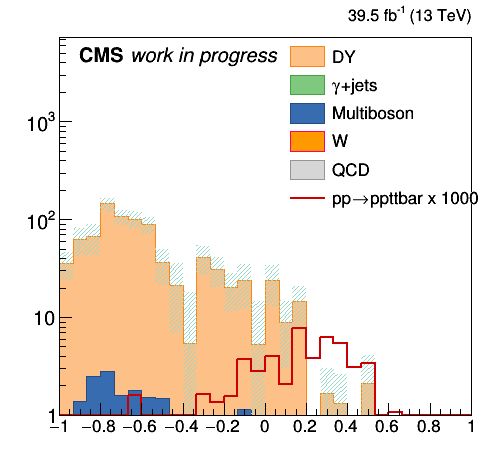 39.5 fb⁻¹ (13 TeV)
CMS work in progress
DY
γ+jets
Multiboson
W
QCD
pp→ppttbar x 1000
10³
10²
10
1
−1 −0.8 −0.6 −0.4 −0.2 0 0.2 0.4 0.6 0.8 1